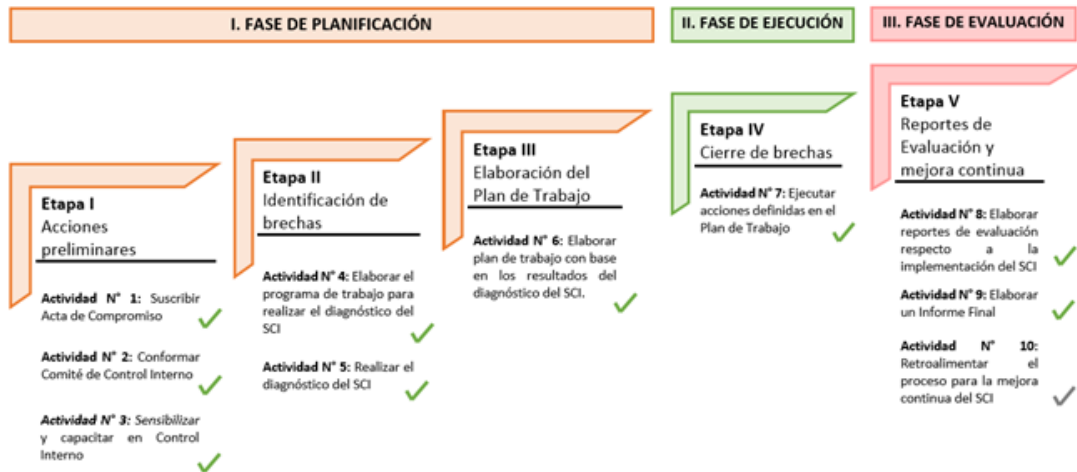 I. FASE DE PLANIFICACIÓN
II. FASE DE EJECUCIÓN
III. FASE DE EVALUACIÓN
Etapa I
Acciones
preliminares
Actividad N° 1: Suscribir
Acta de Compromiso
Actividad N° 2: Conformar
Comité de Control Interno
Actividad N° 3: Sensibilizar
y capacitar en Control
Interno
Etapa II
Identificación de
brechas
Actividad N° 4: Elaborar el
programa de trabajo para
realizar el diagnóstico del
SCI
Actividad N° 5: Realizar el
diagnóstico del SCI
Etapa III
Elaboración del
Plan de Trabajo
Actividad N° 6: Elaborar
plan de trabajo con base
en los resultados del
diagnóstico del SCI.
Etapa IV
Cierre de brechas
Actividad N° 7: Ejecutar
acciones definidas en el
Plan de Trabajo
Etapa V
Reportes de
Evaluación y
mejora continua
Actividad N° 8: Elaborar
reportes de evaluación
respecto a la
implementación del SCI
Actividad N° 9: Elaborar
un Informe Final
Actividad N° 10:
Retroalimentar el
proceso para la mejora
continua del SCI